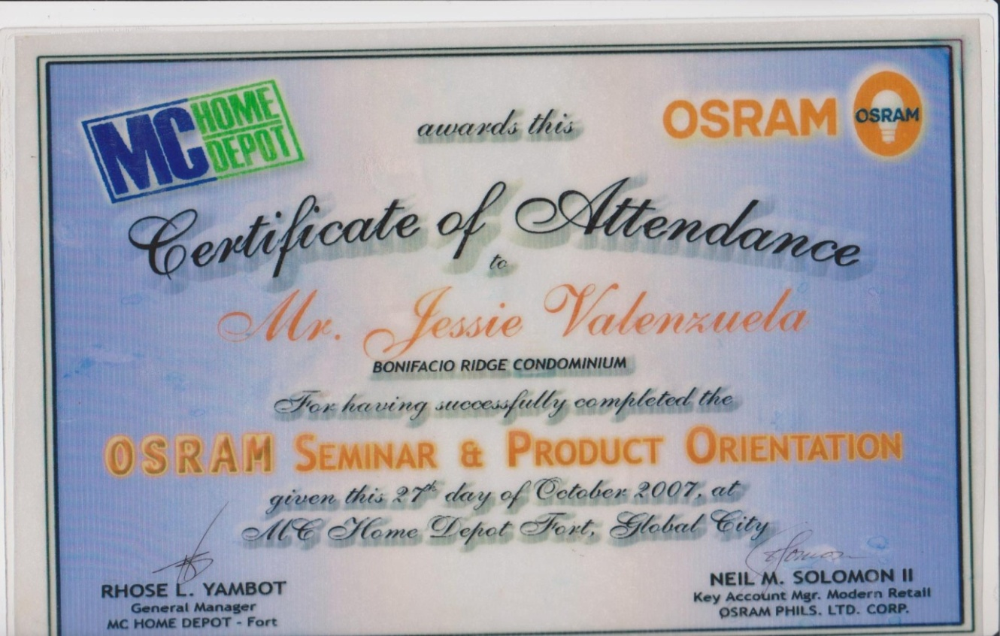 MC HOME DEPOT
awards this
OSRAM OSRAM
Certificate of Attendance
to
Mr. Jessie Valenzuela
BONIFACIO RIDGE CONDOMINIUM
For having successfully completed the
OSRAM SEMINAR & PRODUCT ORIENTATION
given this 27th day of October 2007, at
MC Home Depot Fort, Global City
RHOSE L. YAMBOT
General Manager
MC HOME DEPOT - Fort
NEIL M. SOLOMON II
Key Account Mgr. Modern Retail
OSRAM PHILS. LTD. CORP.